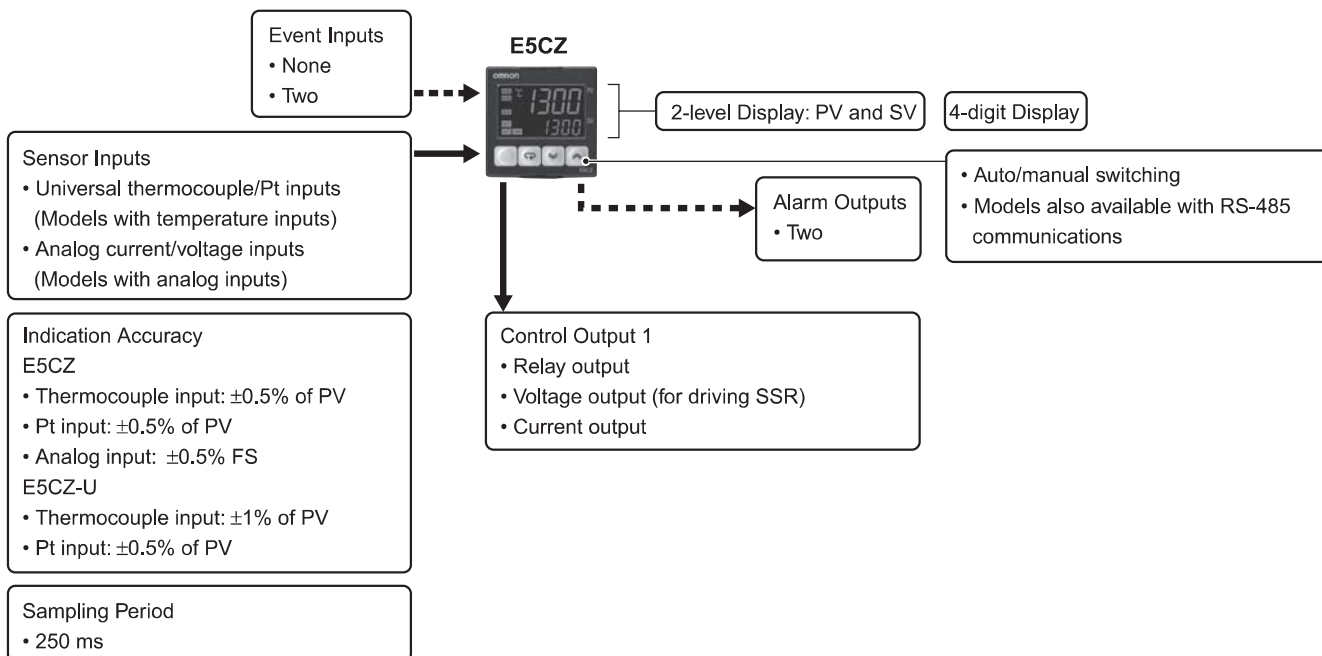 Event Inputs
• None
• Two
E5CZ
OMRON
°C
1300
PV
1300
SV
E5CZ
2-level Display: PV and SV
4-digit Display
Sensor Inputs
• Universal thermocouple/Pt inputs
(Models with temperature inputs)
• Analog current/voltage inputs
(Models with analog inputs)
• Auto/manual switching
• Models also available with RS-485
communications
Alarm Outputs
• Two
Indication Accuracy
E5CZ
• Thermocouple input: ±0.5% of PV
• Pt input: ±0.5% of PV
• Analog input: ±0.5% FS
E5CZ-U
• Thermocouple input: ±1% of PV
• Pt input: ±0.5% of PV
Control Output 1
• Relay output
• Voltage output (for driving SSR)
• Current output
Sampling Period
• 250 ms